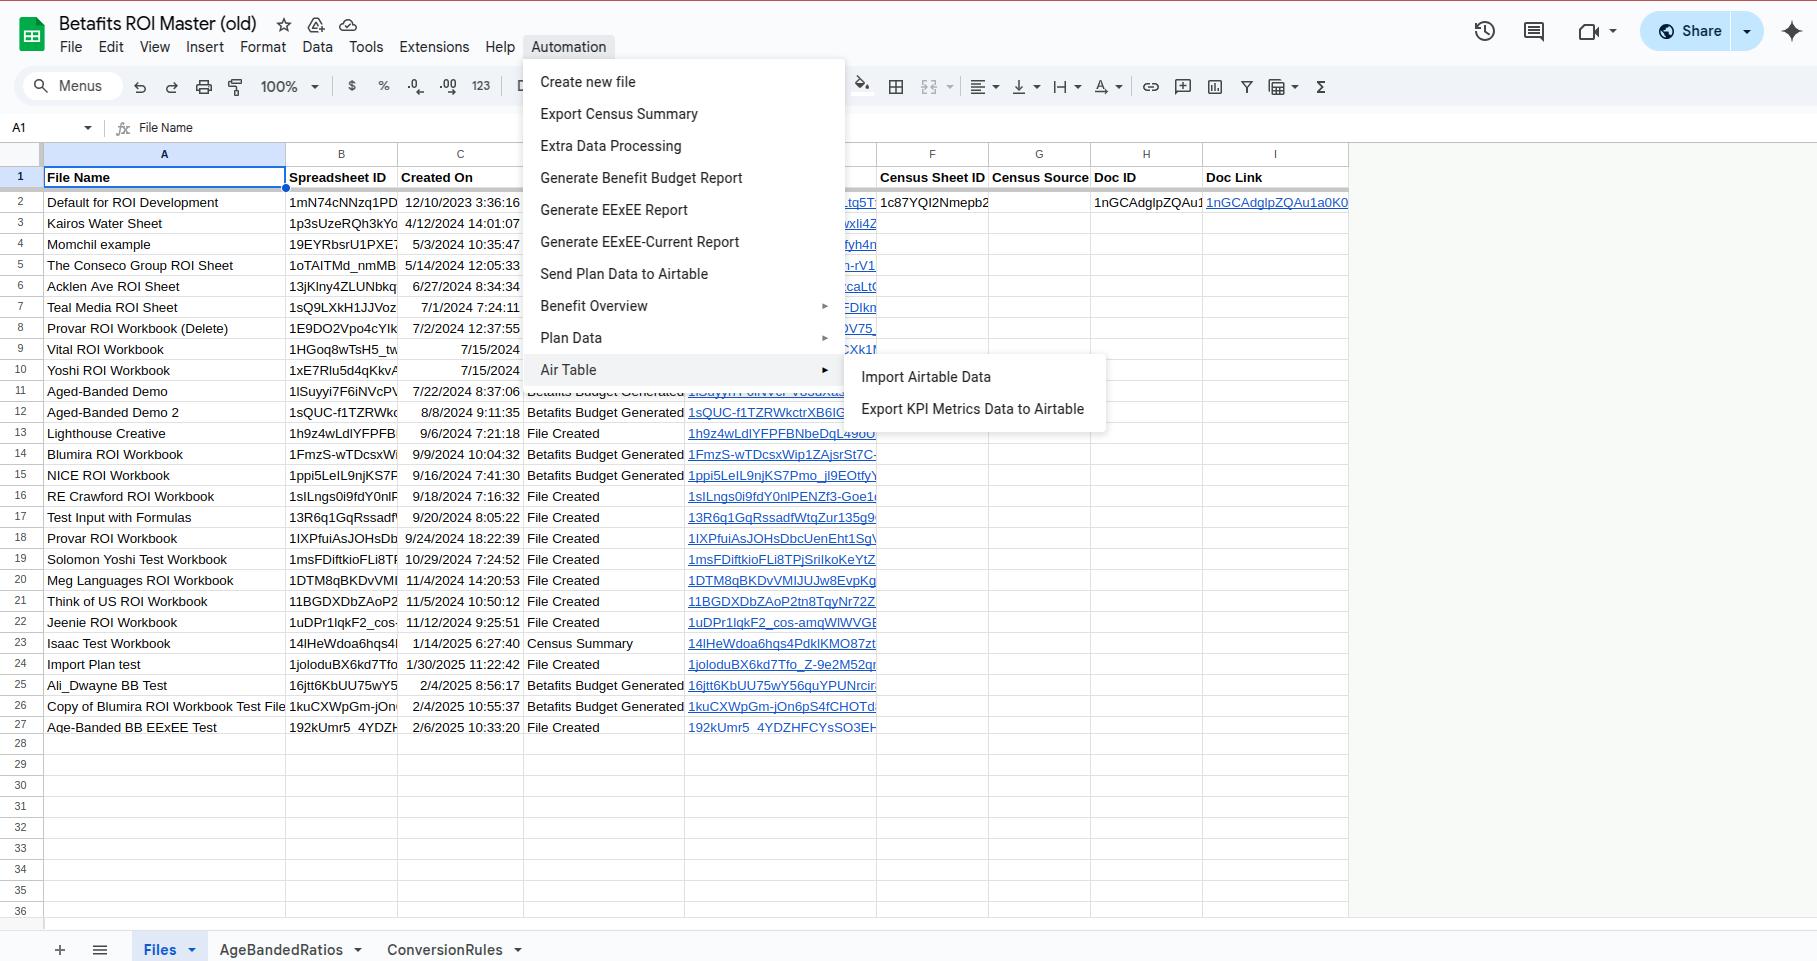 Betafits ROI Master (old)
File Edit View Insert Format Data Tools Extensions Help Automation
Share
Menus 100% $ % .0 .00 123
A1 File Name
Create new file
Export Census Summary
Extra Data Processing
Generate Benefit Budget Report
Generate EExEE Report
Generate EExEE-Current Report
Send Plan Data to Airtable
Benefit Overview
Plan Data
Air Table
Import Airtable Data
Export KPI Metrics Data to Airtable
A B C F G H I
1 File Name Spreadsheet ID Created On Census Sheet ID Census Source Doc ID Doc Link
2 Default for ROI Development 1mN74cNNzq1PD 12/10/2023 3:36:16 1c87YQI2Nmepb2 1nGCAdglpZQAu1 1nGCAdglpZQAu1a0K0
3 Kairos Water Sheet 1p3sUzeRQh3kYo 4/12/2024 14:01:07
4 Momchil example 19EYRbsrU1PXE7 5/3/2024 10:35:47
5 The Conseco Group ROI Sheet 1oTAITMd_nmMB 5/14/2024 12:05:33
6 Acklen Ave ROI Sheet 13jKlny4ZLUNbkq 6/27/2024 8:34:34
7 Teal Media ROI Sheet 1sQ9LXkH1JJVoz 7/1/2024 7:24:11
8 Provar ROI Workbook (Delete) 1E9DO2Vpo4cYIk 7/2/2024 12:37:55
9 Vital ROI Workbook 1HGoq8wTsH5_tw 7/15/2024
10 Yoshi ROI Workbook 1xE7Rlu5d4qKkvA 7/15/2024
11 Aged-Banded Demo 1lSuyyi7F6iNVcPV 7/22/2024 8:37:06
12 Aged-Banded Demo 2 1sQUC-f1TZRWkc 8/8/2024 9:11:35 Betafits Budget Generated 1sQUC-f1TZRWkctrXB6IG
13 Lighthouse Creative 1h9z4wLdlYFPFB 9/6/2024 7:21:18 File Created 1h9z4wLdlYFPFBNbeDqL49oU
14 Blumira ROI Workbook 1FmzS-wTDcsxWi 9/9/2024 10:04:32 Betafits Budget Generated 1FmzS-wTDcsxWip1ZAjsrSt7C-
15 NICE ROI Workbook 1ppi5LeIL9njKS7P 9/16/2024 7:41:30 Betafits Budget Generated 1ppi5LeIL9njKS7Pmo_jl9EOtfyY
16 RE Crawford ROI Workbook 1sILngs0i9fdY0nlP 9/18/2024 7:16:32 File Created 1sILngs0i9fdY0nlPENZf3-Goe1
17 Test Input with Formulas 13R6q1GqRssadf 9/20/2024 8:05:22 File Created 13R6q1GqRssadfWtqZur135g9
18 Provar ROI Workbook 1IXPfuiAsJOHsDb 9/24/2024 18:22:39 File Created 1IXPfuiAsJOHsDbcUenEht1Sg
19 Solomon Yoshi Test Workbook 1msFDiftkioFLi8TP 10/29/2024 7:24:52 File Created 1msFDiftkioFLi8TPjSrilkoKeYtZ
20 Meg Languages ROI Workbook 1DTM8qBKDvVMI 11/4/2024 14:20:53 File Created 1DTM8qBKDvVMIJUJw8EvpKg
21 Think of US ROI Workbook 11BGDXDbZAoP2 11/5/2024 10:50:12 File Created 11BGDXDbZAoP2tn8TqyNr72Z
22 Jeenie ROI Workbook 1uDPr1lqkF2_cos- 11/12/2024 9:25:51 File Created 1uDPr1lqkF2_cos-amqWlWVGE
23 Isaac Test Workbook 14lHeWdoa6hqs4 1/14/2025 6:27:40 Census Summary 14lHeWdoa6hqs4PdklKMO87zt
24 Import Plan test 1joloduBX6kd7Tfo 1/30/2025 11:22:42 File Created 1joloduBX6kd7Tfo_Z-9e2M52q
25 Ali_Dwayne BB Test 16jtt6KbUU75wY5 2/4/2025 8:56:17 Betafits Budget Generated 16jtt6KbUU75wY56quYPUNrcir
26 Copy of Blumira ROI Workbook Test File 1kuCXWpGm-jOn 2/4/2025 10:55:37 Betafits Budget Generated 1kuCXWpGm-jOn6pS4fCHOTd
27 Age-Banded BB EExEE Test 192kUmr5_4YDZH 2/6/2025 10:33:20 File Created 192kUmr5_4YDZHFCYsSO3EH
28
29
30
31
32
33
34
35
36
Files AgeBandedRatios ConversionRules